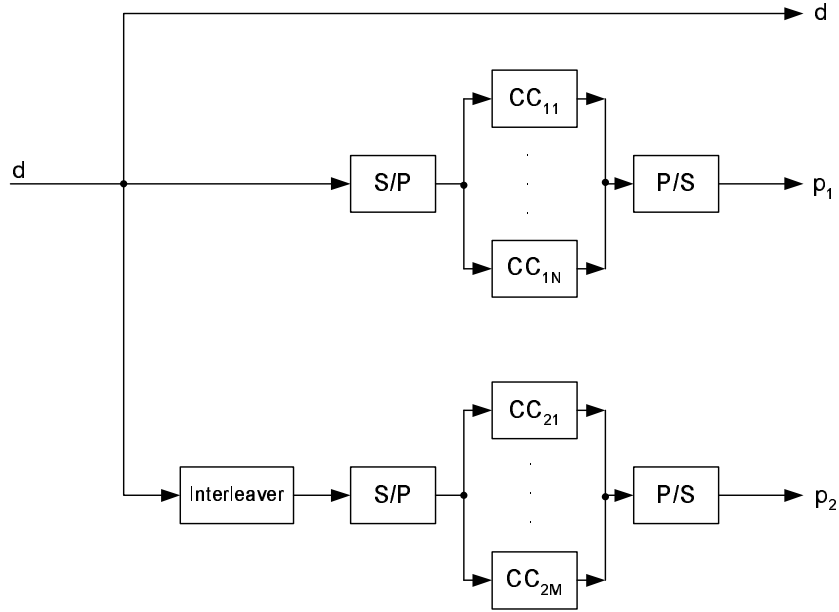 d
CC₁₁
d
S/P
P/S
p₁
CC₁N
CC₂₁
Interleaver
S/P
P/S
p₂
CC₂M